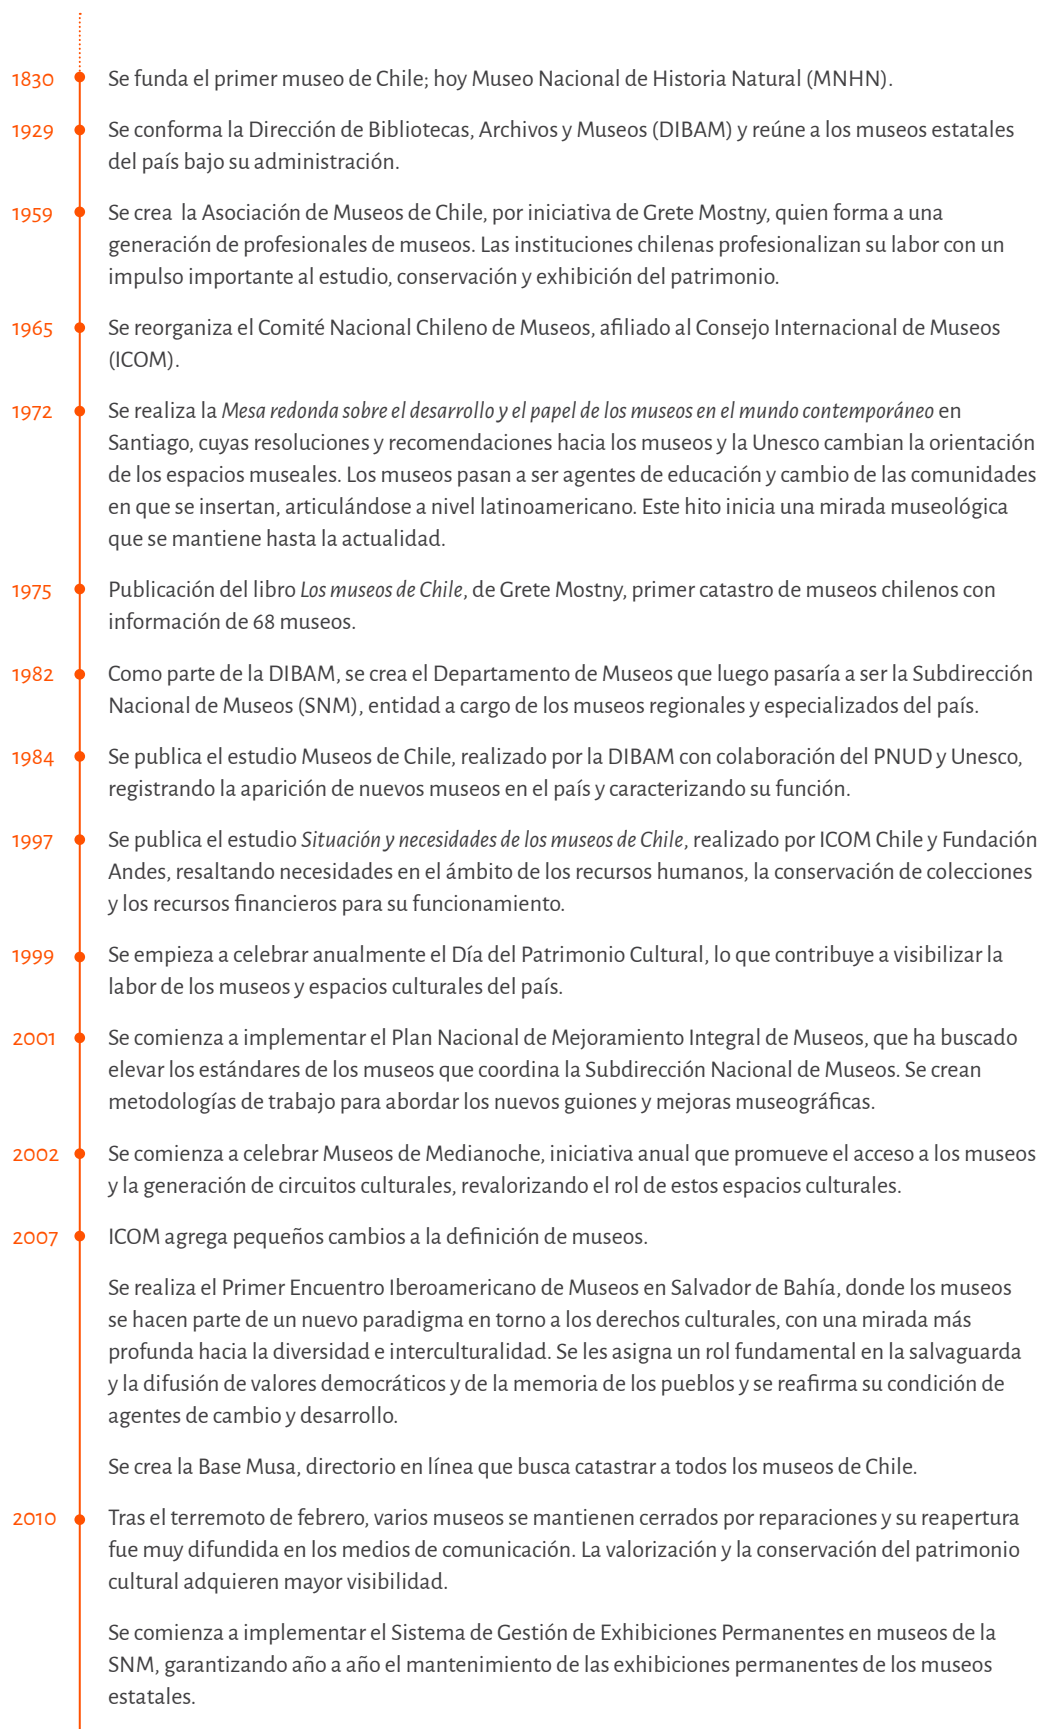 1830 Se funda el primer museo de Chile; hoy Museo Nacional de Historia Natural (MNHN).
1929 Se conforma la Dirección de Bibliotecas, Archivos y Museos (DIBAM) y reúne a los museos estatales
del país bajo su administración.
1959 Se crea la Asociación de Museos de Chile, por iniciativa de Grete Mostny, quien forma a una
generación de profesionales de museos. Las instituciones chilenas profesionalizan su labor con un
impulso importante al estudio, conservación y exhibición del patrimonio.
1965 Se reorganiza el Comité Nacional Chileno de Museos, afiliado al Consejo Internacional de Museos
(ICOM).
1972 Se realiza la Mesa redonda sobre el desarrollo y el papel de los museos en el mundo contemporáneo en
Santiago, cuyas resoluciones y recomendaciones hacia los museos y la Unesco cambian la orientación
de los espacios museales. Los museos pasan a ser agentes de educación y cambio de las comunidades
en que se insertan, articulándose a nivel latinoamericano. Este hito inicia una mirada museológica
que se mantiene hasta la actualidad.
1975 Publicación del libro Los museos de Chile, de Grete Mostny, primer catastro de museos chilenos con
información de 68 museos.
1982 Como parte de la DIBAM, se crea el Departamento de Museos que luego pasaría a ser la Subdirección
Nacional de Museos (SNM), entidad a cargo de los museos regionales y especializados del país.
1984 Se publica el estudio Museos de Chile, realizado por la DIBAM con colaboración del PNUD y Unesco,
registrando la aparición de nuevos museos en el país y caracterizando su función.
1997 Se publica el estudio Situación y necesidades de los museos de Chile, realizado por ICOM Chile y Fundación
Andes, resaltando necesidades en el ámbito de los recursos humanos, la conservación de colecciones
y los recursos financieros para su funcionamiento.
1999 Se empieza a celebrar anualmente el Día del Patrimonio Cultural, lo que contribuye a visibilizar la
labor de los museos y espacios culturales del país.
2001 Se comienza a implementar el Plan Nacional de Mejoramiento Integral de Museos, que ha buscado
elevar los estándares de los museos que coordina la Subdirección Nacional de Museos. Se crean
metodologías de trabajo para abordar los nuevos guiones y mejoras museográficas.
2002 Se comienza a celebrar Museos de Medianoche, iniciativa anual que promueve el acceso a los museos
y la generación de circuitos culturales, revalorizando el rol de estos espacios culturales.
2007 ICOM agrega pequeños cambios a la definición de museos.
Se realiza el Primer Encuentro Iberoamericano de Museos en Salvador de Bahía, donde los museos
se hacen parte de un nuevo paradigma en torno a los derechos culturales, con una mirada más
profunda hacia la diversidad e interculturalidad. Se les asigna un rol fundamental en la salvaguarda
y la difusión de valores democráticos y de la memoria de los pueblos y se reafirma su condición de
agentes de cambio y desarrollo.
Se crea la Base Musa, directorio en línea que busca catastrar a todos los museos de Chile.
2010 Tras el terremoto de febrero, varios museos se mantienen cerrados por reparaciones y su reapertura
fue muy difundida en los medios de comunicación. La valorización y la conservación del patrimonio
cultural adquieren mayor visibilidad.
Se comienza a implementar el Sistema de Gestión de Exhibiciones Permanentes en museos de la
SNM, garantizando año a año el mantenimiento de las exhibiciones permanentes de los museos
estatales.